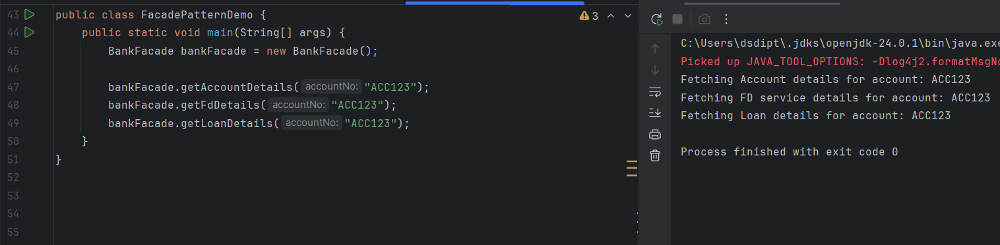 43 public class FacadePatternDemo {
3
44 public static void main(String[] args) {
45 BankFacade bankFacade = new BankFacade();
46
47 bankFacade.getAccountDetails( accountNo: "ACC123");
48 bankFacade.getFdDetails( accountNo: "ACC123");
49 bankFacade.getLoanDetails( accountNo: "ACC123");
50 }
51 }
52
53
54
55
C:\Users\dsdipt\.jdks\openjdk-24.0.1\bin\java.exe
Picked up JAVA_TOOL_OPTIONS: -Dlog4j2.formatMsgNo
Fetching Account details for account: ACC123
Fetching FD service details for account: ACC123
Fetching Loan details for account: ACC123
Process finished with exit code 0